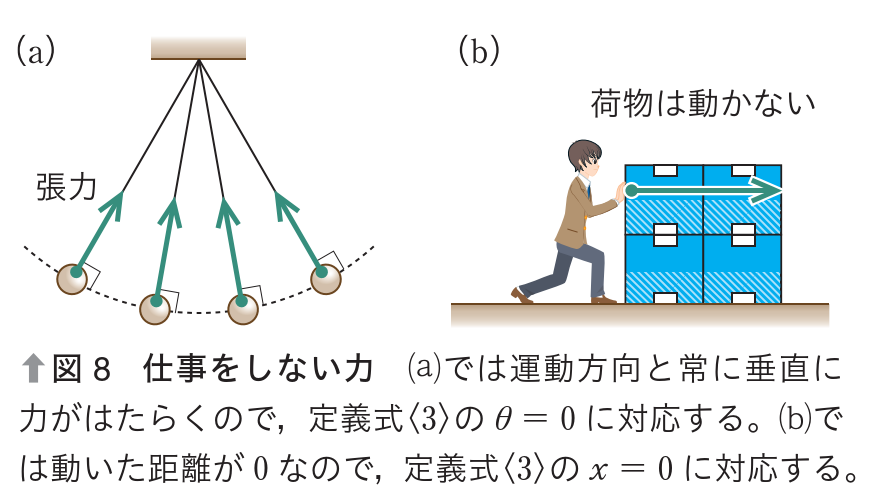 (a)
(b)
荷物は動かない
張力
図8 仕事をしない力 (a)では運動方向と常に垂直に
力がはたらくので，定義式〈3〉の θ = 0 に対応する。(b)で
は動いた距離が 0 なので，定義式〈3〉の x = 0 に対応する。